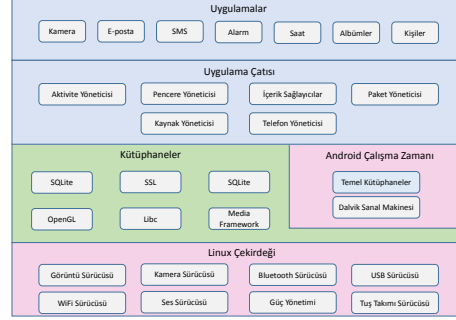 Uygulamalar
Kamera
E-posta
SMS
Alarm
Saat
Albümler
Kişiler
Uygulama Çatısı
Aktivite Yöneticisi
Pencere Yöneticisi
İçerik Sağlayıcılar
Paket Yöneticisi
Kaynak Yöneticisi
Telefon Yöneticisi
Kütüphaneler
SQLite
SSL
SQLite
OpenGL
Libc
Media
Framework
Android Çalışma Zamanı
Temel Kütüphaneler
Dalvik Sanal Makinesi
Linux Çekirdeği
Görüntü Sürücüsü
Kamera Sürücüsü
Bluetooth Sürücüsü
USB Sürücüsü
WiFi Sürücüsü
Ses Sürücüsü
Güç Yönetimi
Tuş Takımı Sürücüsü